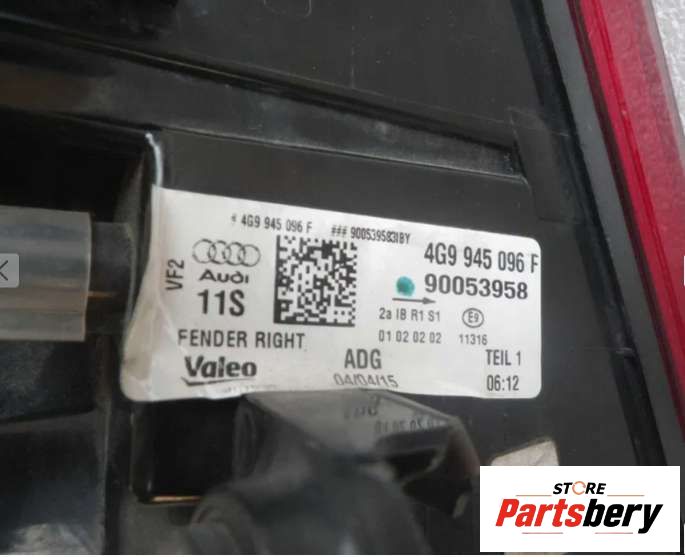 # 4G9 945 096 F
### 900539583IBY
VF2
Audi
11S
4G9 945 096 F
90053958
2a IB R1 S1
E9
01 02 02 02
11316
FENDER RIGHT
Valeo
ADG
04/04/15
TEIL 1
06:12
STORE
Partsbery